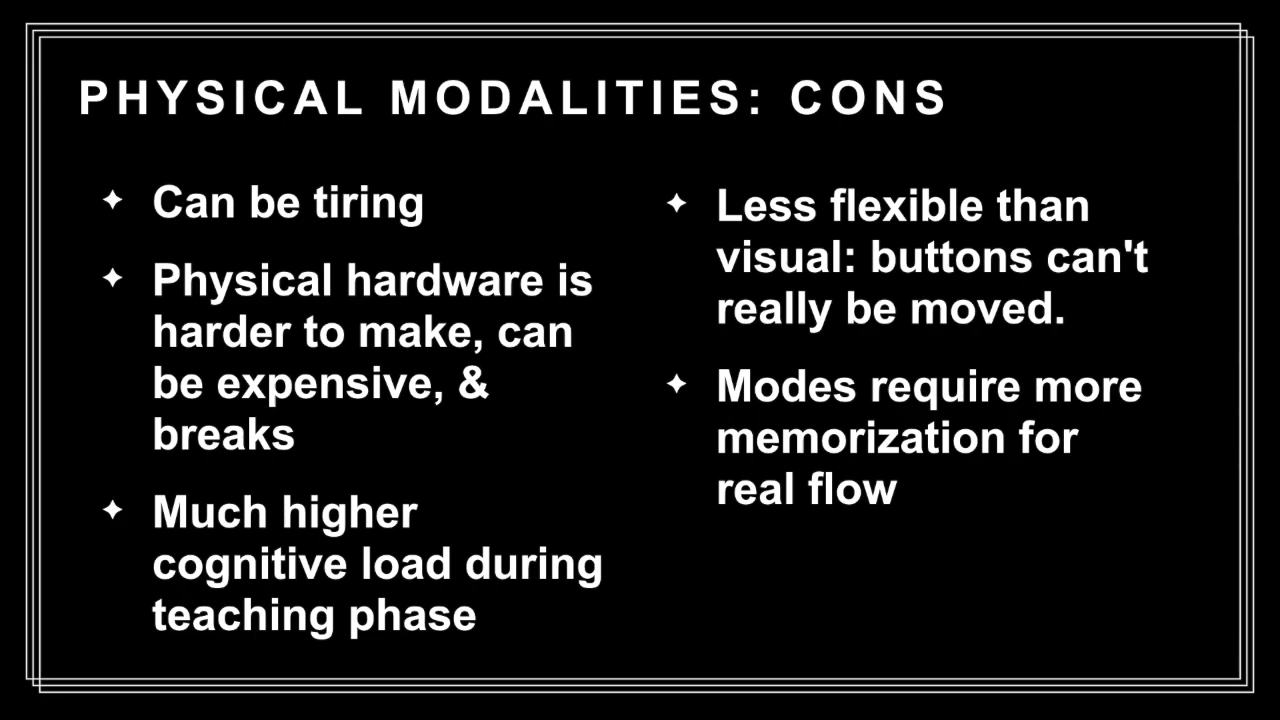 PHYSICAL MODALITIES: CONS
Can be tiring
Physical hardware is
harder to make, can
be expensive, &
breaks
Much higher
cognitive load during
teaching phase
Less flexible than
visual: buttons can't
really be moved.
Modes require more
memorization for
real flow